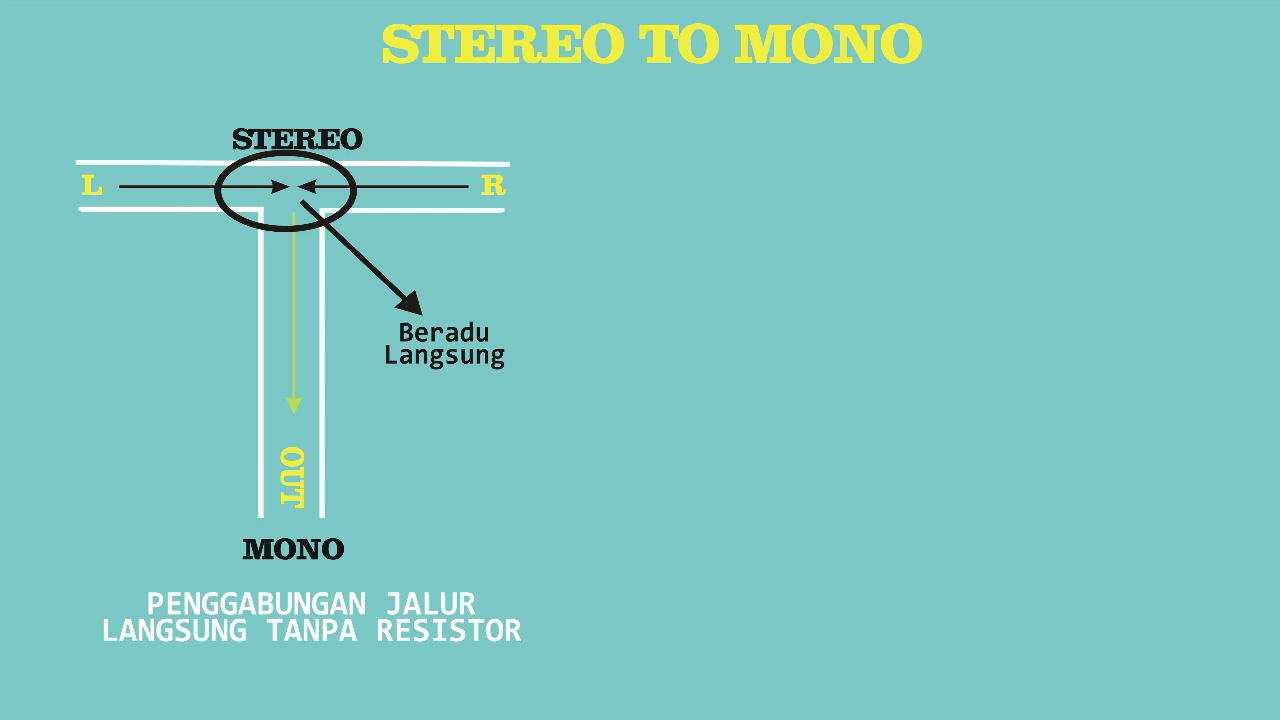 STEREO TO MONO
STEREO
L
R
Beradu
Langsung
OUT
MONO
PENGGABUNGAN JALUR
LANGSUNG TANPA RESISTOR